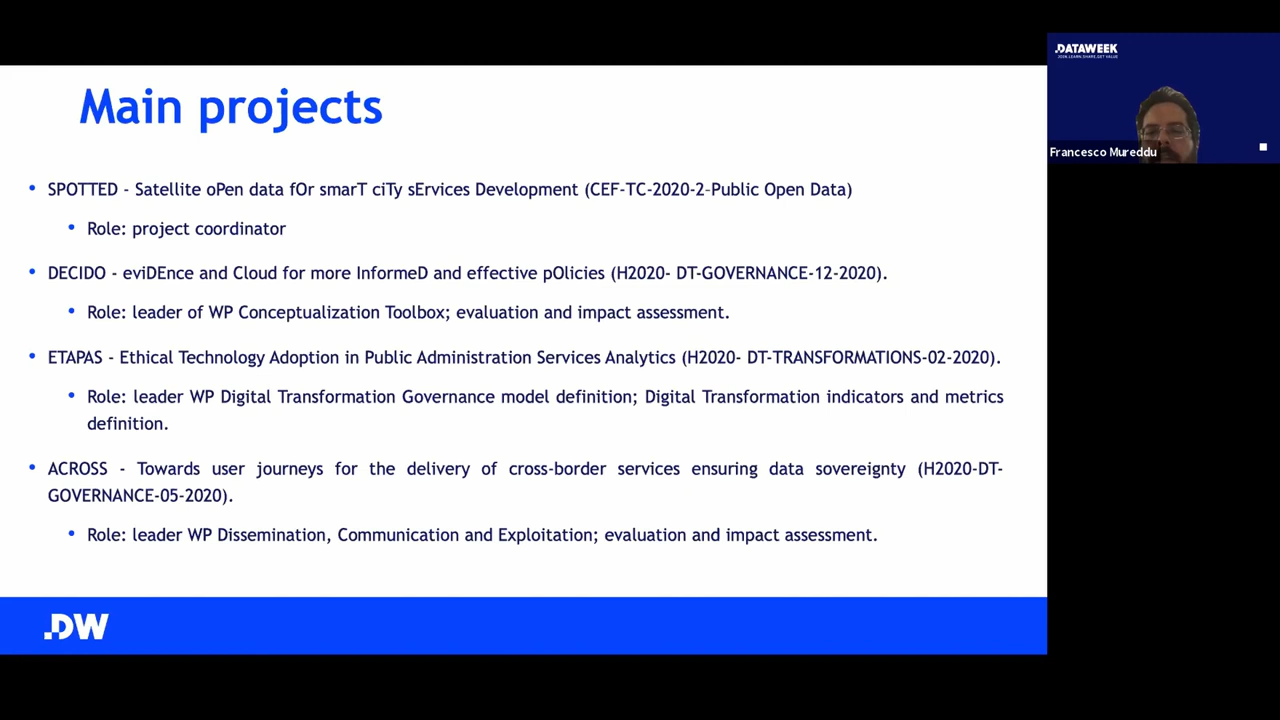 Main projects
• SPOTTED - Satellite oPen data fOr smarT ciTy sErvices Development (CEF-TC-2020-2-Public Open Data)
• Role: project coordinator
• DECIDO - eviDEnce and Cloud for more InformeD and effective pOlicies (H2020- DT-GOVERNANCE-12-2020).
• Role: leader of WP Conceptualization Toolbox; evaluation and impact assessment.
• ETAPAS - Ethical Technology Adoption in Public Administration Services Analytics (H2020- DT-TRANSFORMATIONS-02-2020).
• Role: leader WP Digital Transformation Governance model definition; Digital Transformation indicators and metrics
definition.
• ACROSS - Towards user journeys for the delivery of cross-border services ensuring data sovereignty (H2020-DT-
GOVERNANCE-05-2020).
• Role: leader WP Dissemination, Communication and Exploitation; evaluation and impact assessment.
.DW
.DATAWEEK
JOIN.LEARN.SHARE.GET VALUE
Francesco Mureddu